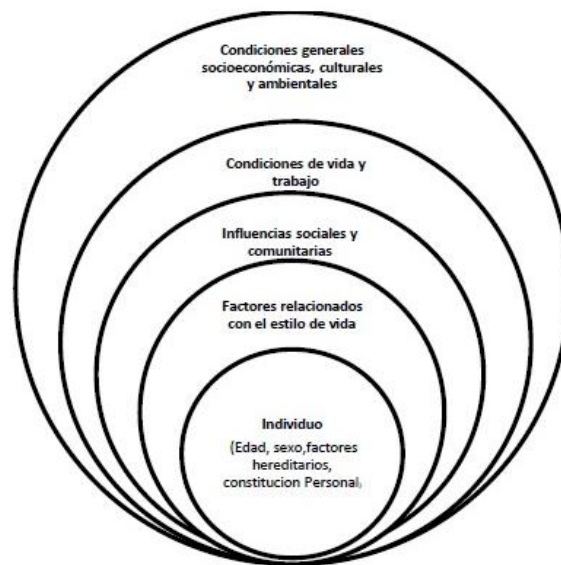 Condiciones generales
socioeconómicas, culturales
y ambientales
Condiciones de vida y
trabajo
Influencias sociales y
comunitarias
Factores relacionados
con el estilo de vida
Individuo
(Edad, sexo,factores
hereditarios,
constitucion Personal)